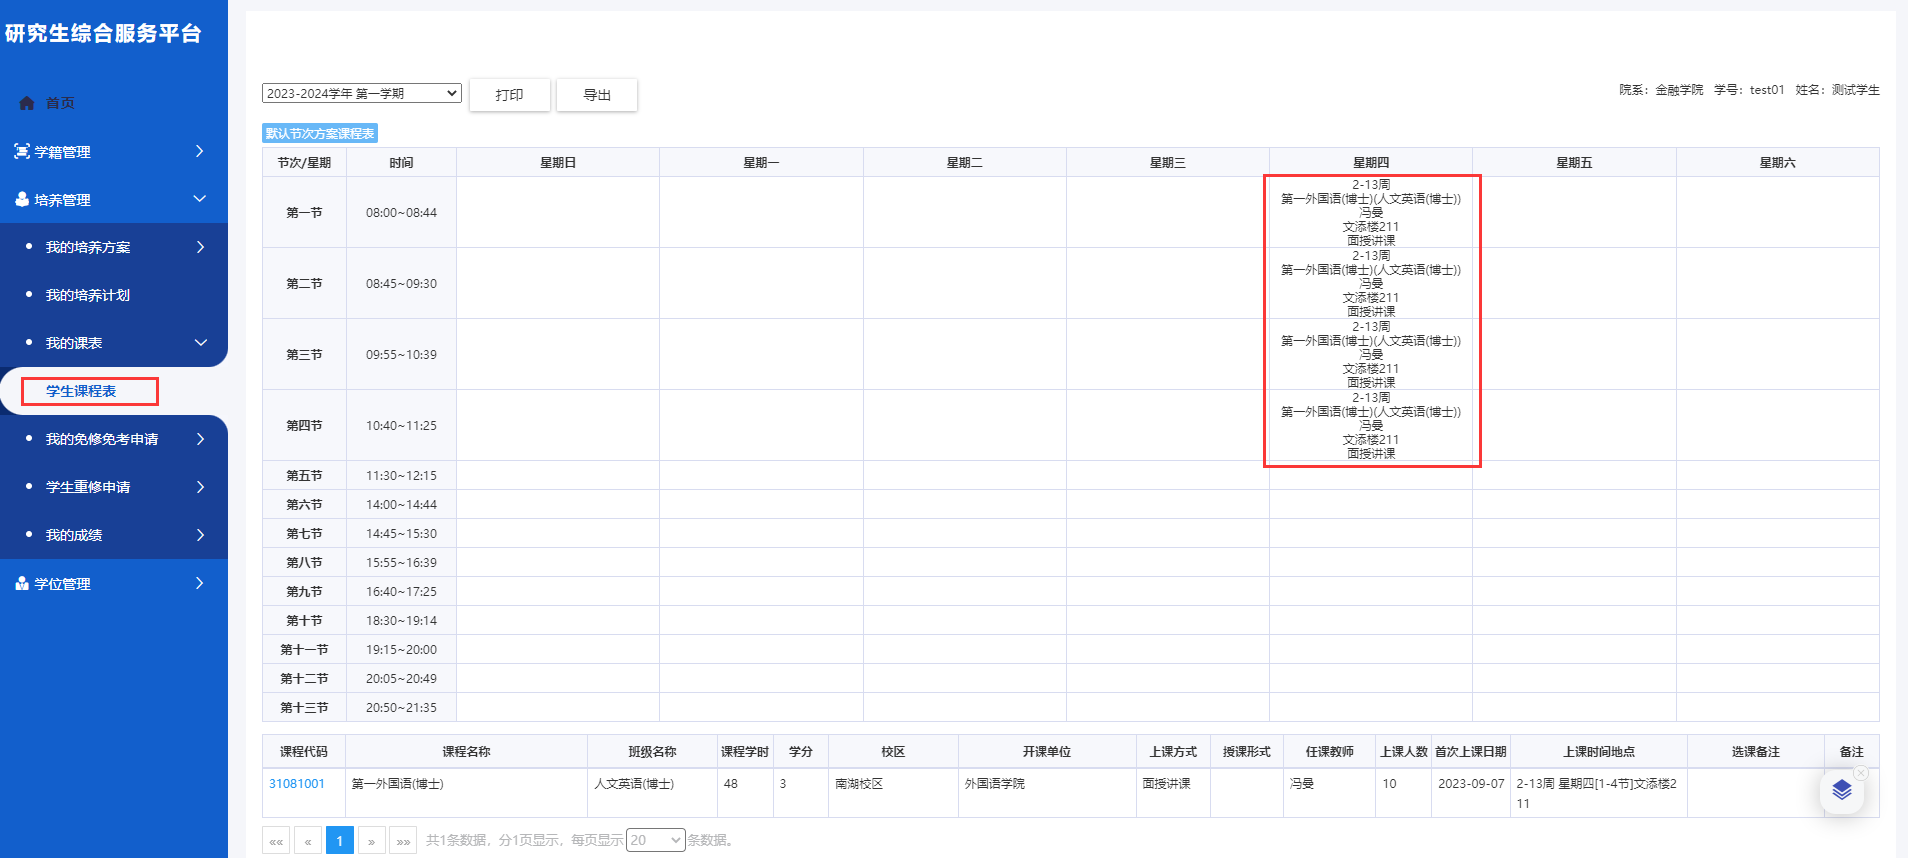 研究生综合服务平台
首页
学籍管理
培养管理
我的培养方案
我的培养计划
我的课表
学生课程表
我的免修免考申请
学生重修申请
我的成绩
学位管理
2023-2024学年 第一学期 打印 导出
院系：金融学院 学号：test01 姓名：测试学生
默认节次方案课程表
节次/星期 时间 星期日 星期一 星期二 星期三 星期四 星期五 星期六
第一节 08:00~08:44
2-13周
第一外国语(博士)(人文英语(博士))
冯曼
文添楼211
面授讲课
第二节 08:45~09:30
2-13周
第一外国语(博士)(人文英语(博士))
冯曼
文添楼211
面授讲课
第三节 09:55~10:39
2-13周
第一外国语(博士)(人文英语(博士))
冯曼
文添楼211
面授讲课
第四节 10:40~11:25
2-13周
第一外国语(博士)(人文英语(博士))
冯曼
文添楼211
面授讲课
第五节 11:30~12:15
第六节 14:00~14:44
第七节 14:45~15:30
第八节 15:55~16:39
第九节 16:40~17:25
第十节 18:30~19:14
第十一节 19:15~20:00
第十二节 20:05~20:49
第十三节 20:50~21:35
课程代码 课程名称 班级名称 课程学时 学分 校区 开课单位 上课方式 授课形式 任课教师 上课人数 首次上课日期 上课时间地点 选课备注 备注
31081001 第一外国语(博士) 人文英语(博士) 48 3 南湖校区 外国语学院 面授讲课 冯曼 10 2023-09-07 2-13周 星期四[1-4节]文添楼2
11
«« « 1 » »» 共1条数据，分1页显示，每页显示 20 条数据。